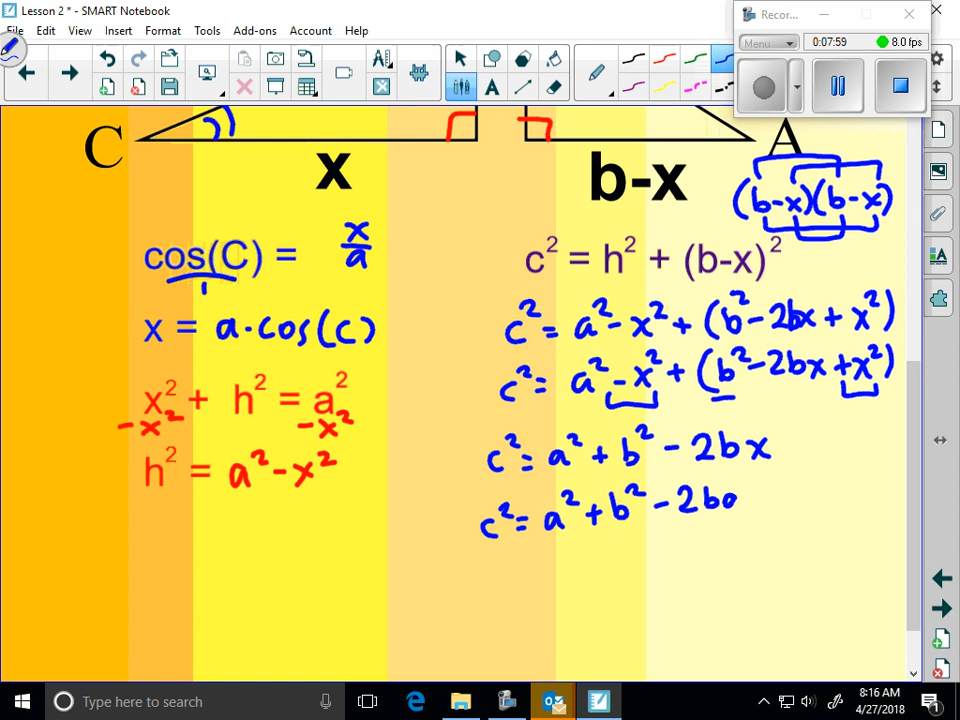 Lesson 2 * - SMART Notebook
Recor...
File Edit View Insert Format Tools Add-ons Account Help
Menu 0:07:59 8.0 fps
C A
x b-x
(b-x)(b-x)
cos(C) = x/a
1
c² = h² + (b-x)²
x = a·cos(c)
c² = a² - x² + (b² - 2bx + x²)
c² = a² - x² + (b² - 2bx + x²)
x² + h² = a²
-x² -x²
h² = a² - x²
c² = a² + b² - 2bx
c² = a² + b² - 2ba
Type here to search
8:16 AM
4/27/2018
1